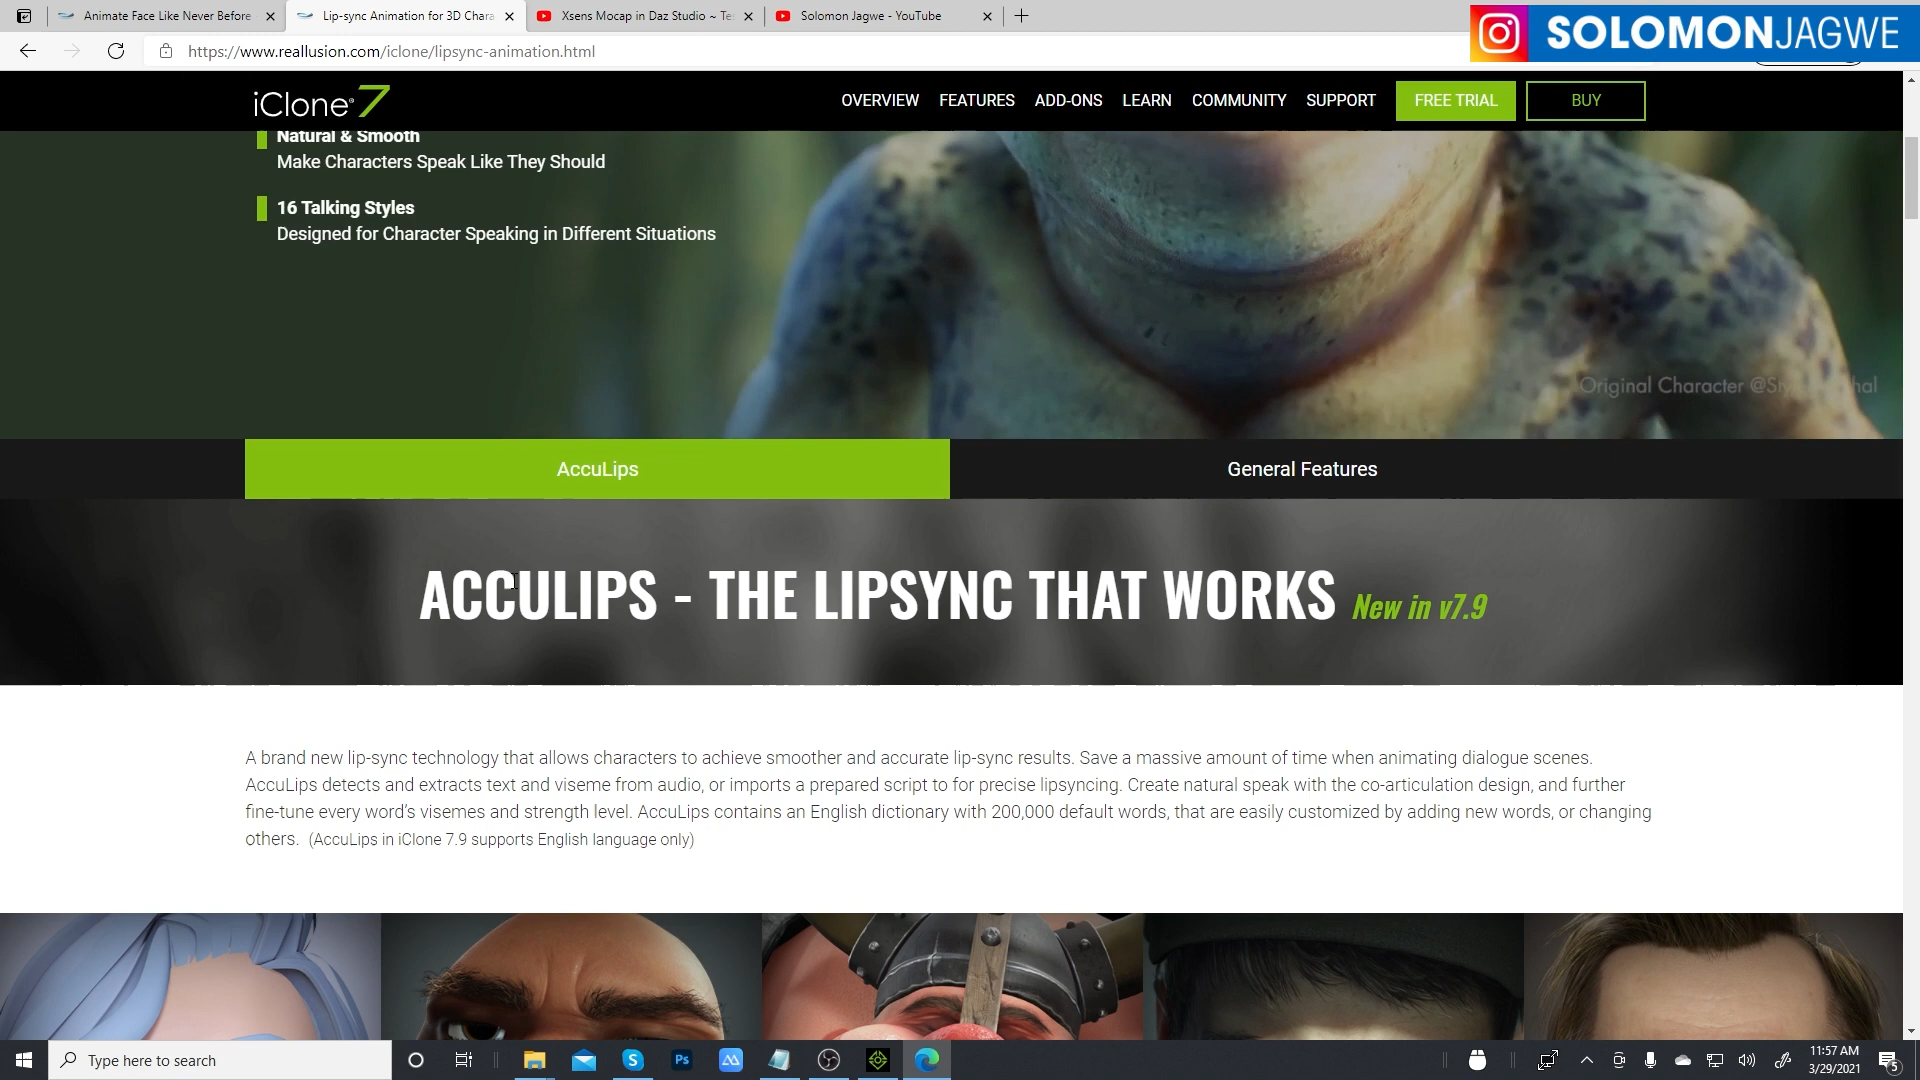 Animate Face Like Never Before
Lip-sync Animation for 3D Chara
Xsens Mocap in Daz Studio ~ Te
Solomon Jagwe - YouTube
https://www.reallusion.com/iclone/lipsync-animation.html
SOLOMONJAGWE
iClone 7
OVERVIEW
FEATURES
ADD-ONS
LEARN
COMMUNITY
SUPPORT
FREE TRIAL
BUY
Natural & Smooth
Make Characters Speak Like They Should
16 Talking Styles
Designed for Character Speaking in Different Situations
Original Character
AccuLips
General Features
ACCULIPS - THE LIPSYNC THAT WORKS New in v7.9
A brand new lip-sync technology that allows characters to achieve smoother and accurate lip-sync results. Save a massive amount of time when animating dialogue scenes.
AccuLips detects and extracts text and viseme from audio, or imports a prepared script to for precise lipsyncing. Create natural speak with the co-articulation design, and further
fine-tune every word's visemes and strength level. AccuLips contains an English dictionary with 200,000 default words, that are easily customized by adding new words, or changing
others. (AccuLips in iClone 7.9 supports English language only)
Type here to search
Ps
11:57 AM
3/29/2021
5